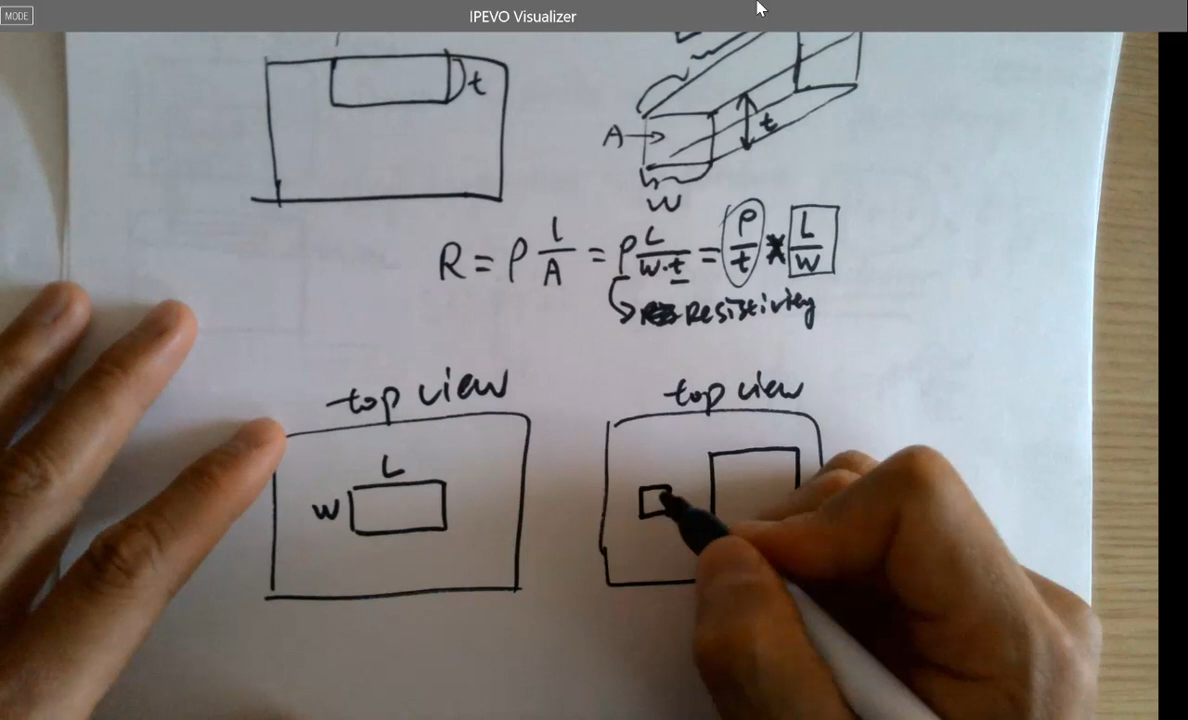 MODE
IPEVO Visualizer
t
A
t
W
R = ρ L/A = ρ L/W·t = ρ/t * L/W
Resistivity
top view
top view
L
W